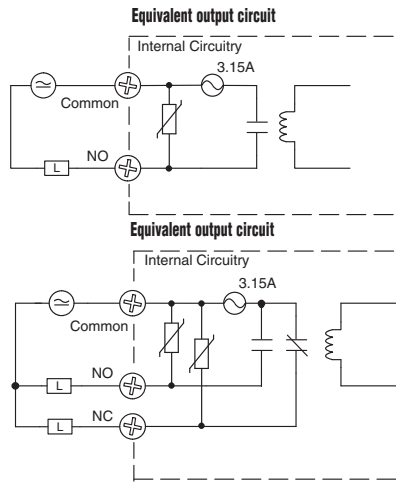 Equivalent output circuit
Internal Circuitry
3.15A
Common
NO
L
Equivalent output circuit
Internal Circuitry
3.15A
Common
NO
L
NC
L